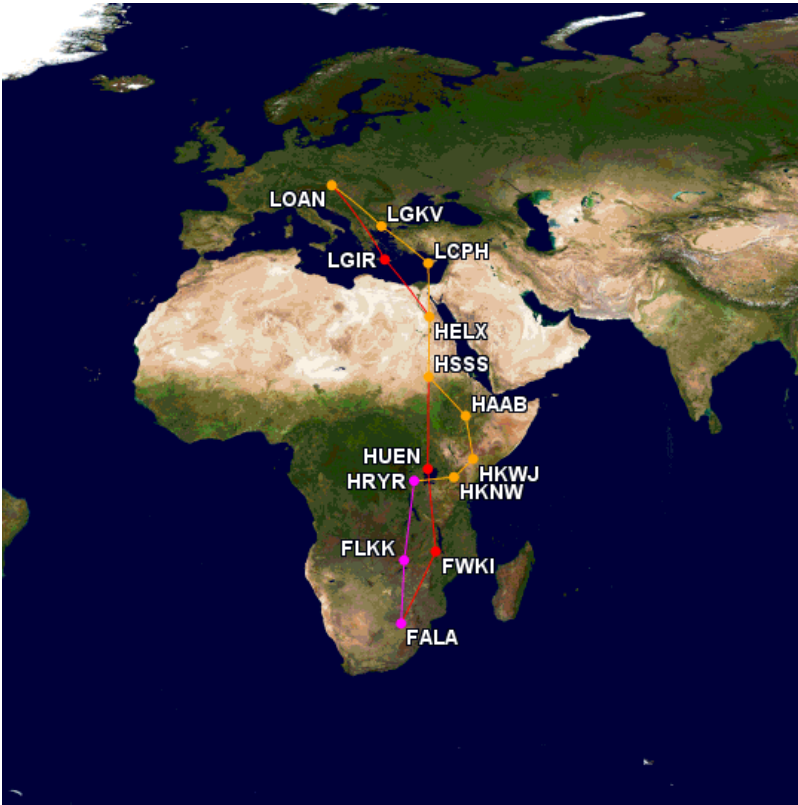 LOAN
LGKV
LCPH
LGIR
HELX
HSSS
HAAB
HUEN
HKWJ
HRYR
HKNW
FLKK
FWKI
FALA